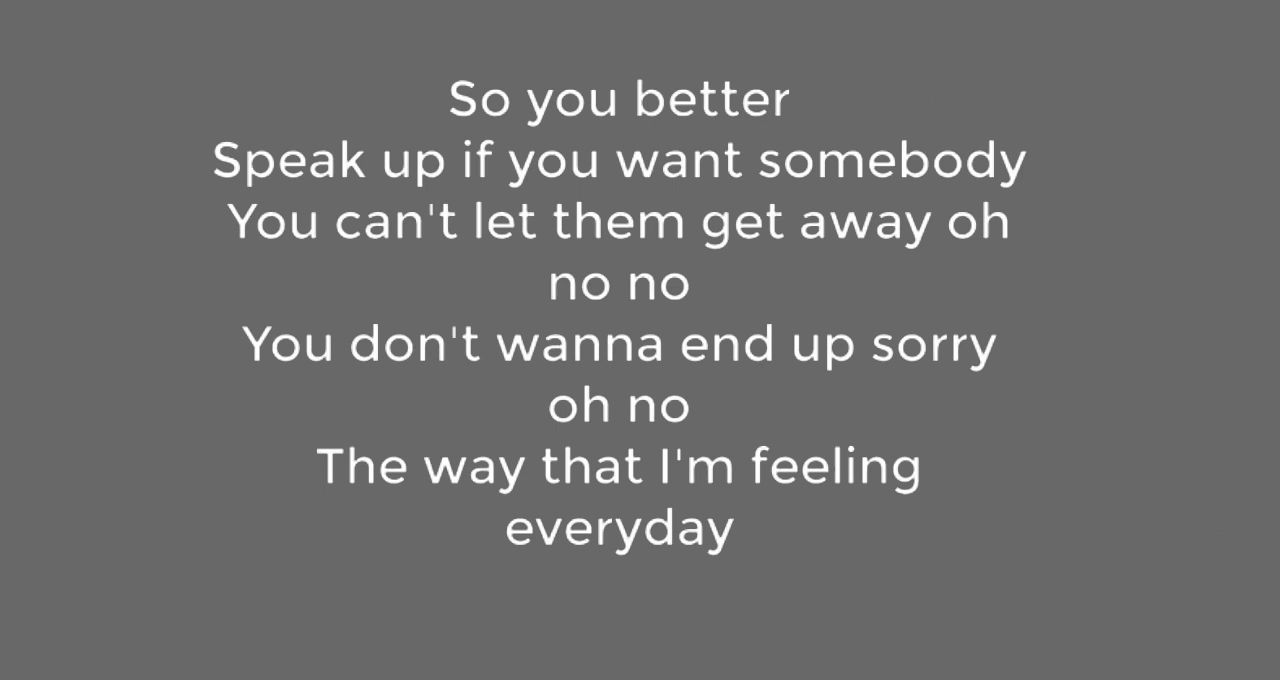 So you better
Speak up if you want somebody
You can't let them get away oh
no no
You don't wanna end up sorry
oh no
The way that I'm feeling
everyday